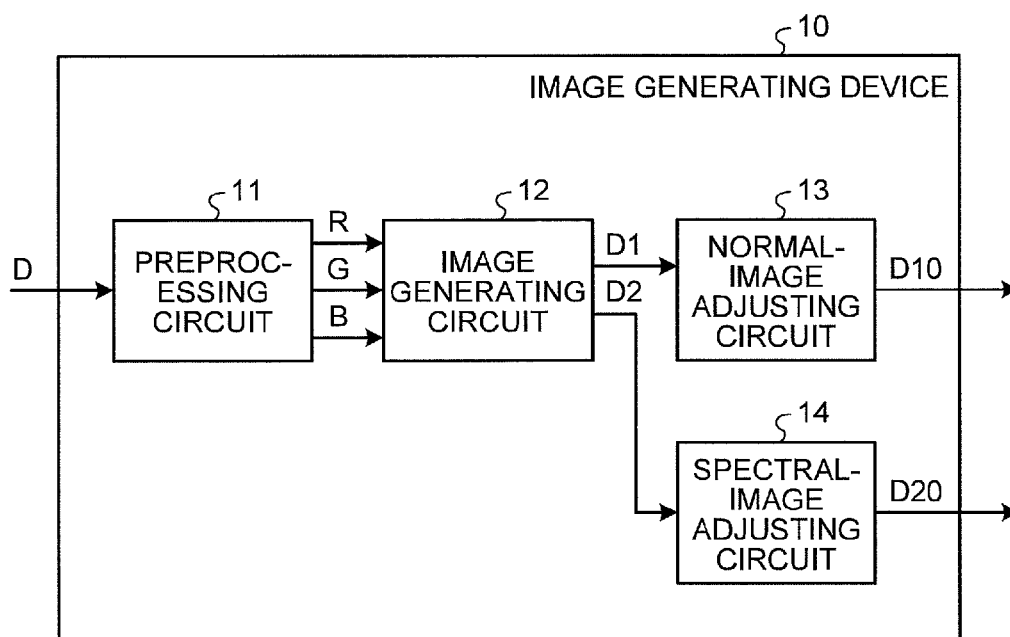 10
IMAGE GENERATING DEVICE
11
12
13
D
PREPROC-
ESSING
CIRCUIT
R
G
B
IMAGE
GENERATING
CIRCUIT
D1
D2
NORMAL-
IMAGE
ADJUSTING
CIRCUIT
D10
14
SPECTRAL-
IMAGE
ADJUSTING
CIRCUIT
D20